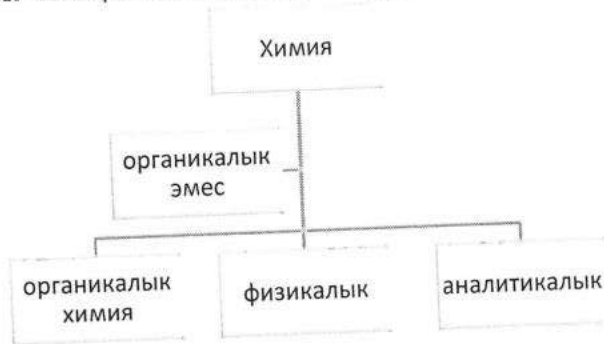 Химия
органикалык
эмес
органикалык
химия
физикалык
аналитикалык